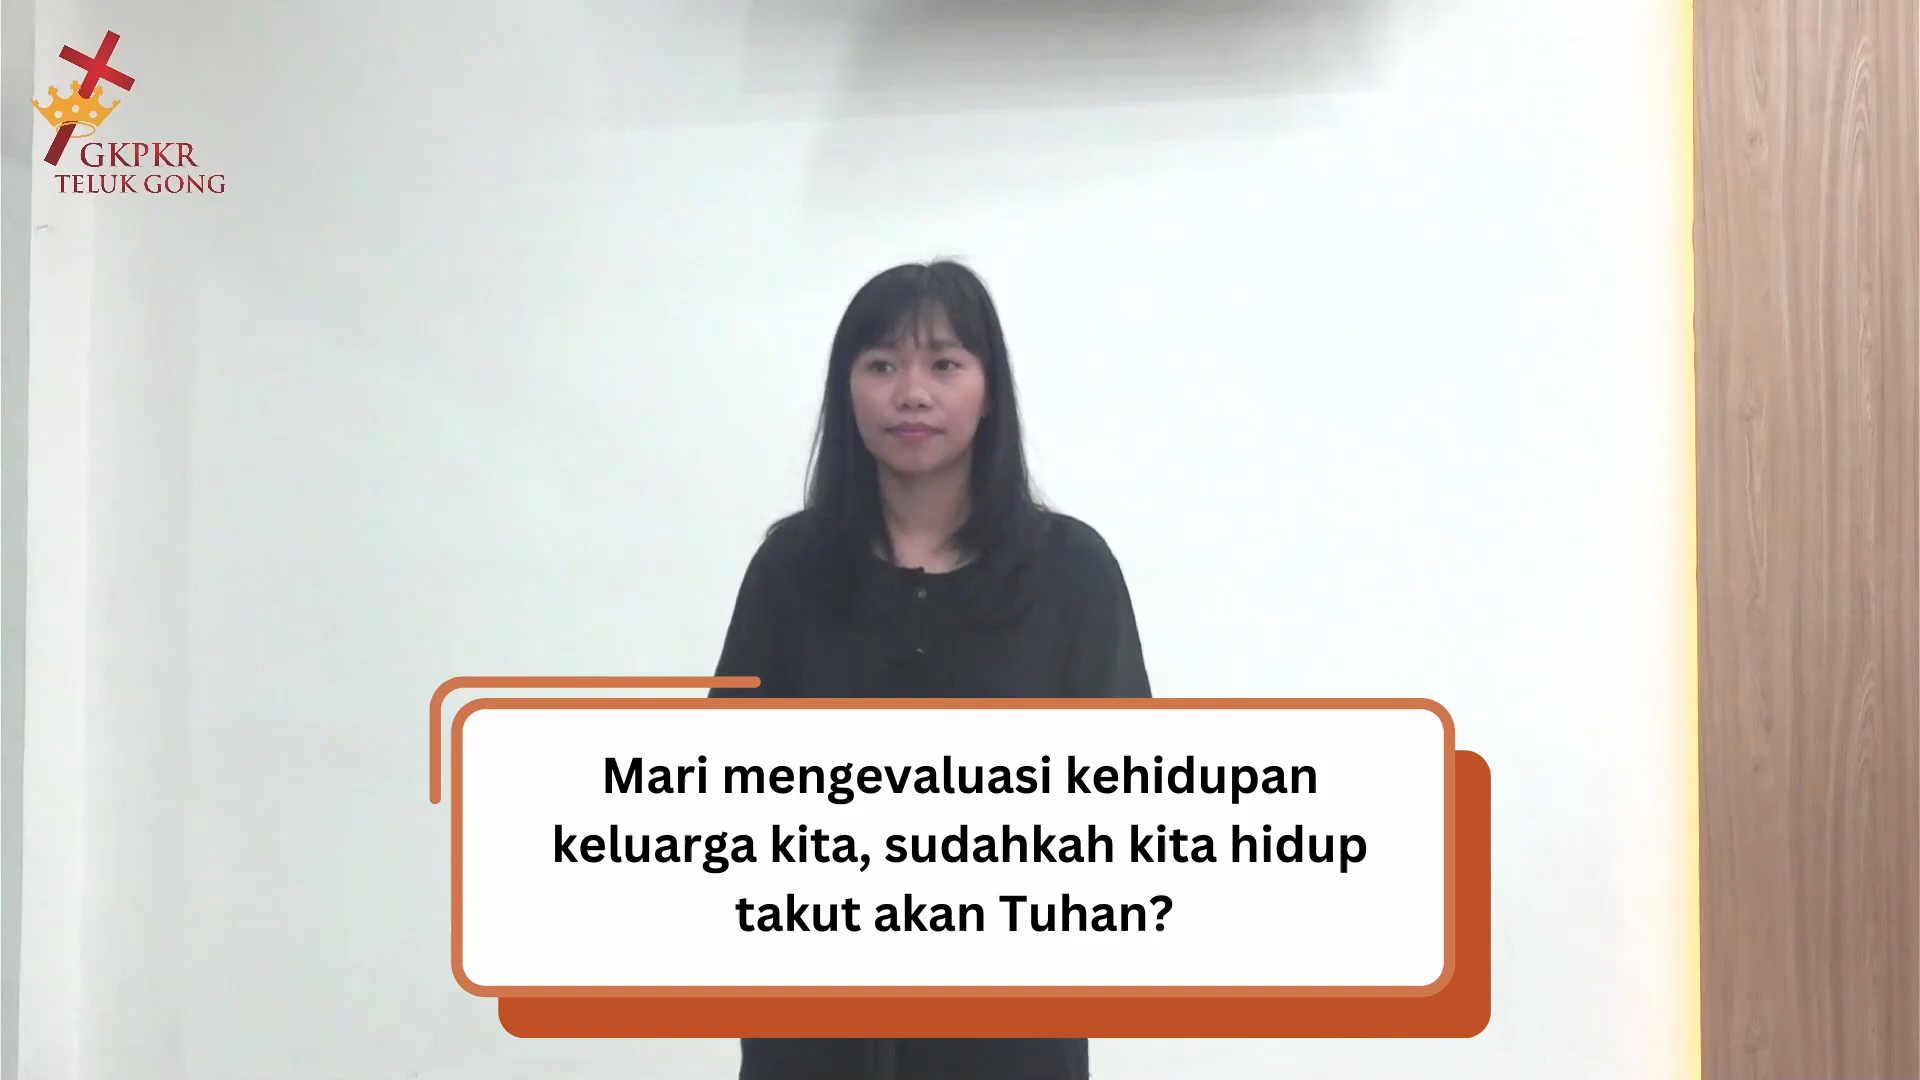 GKPKR
TELUK GONG
Mari mengevaluasi kehidupan
keluarga kita, sudahkah kita hidup
takut akan Tuhan?